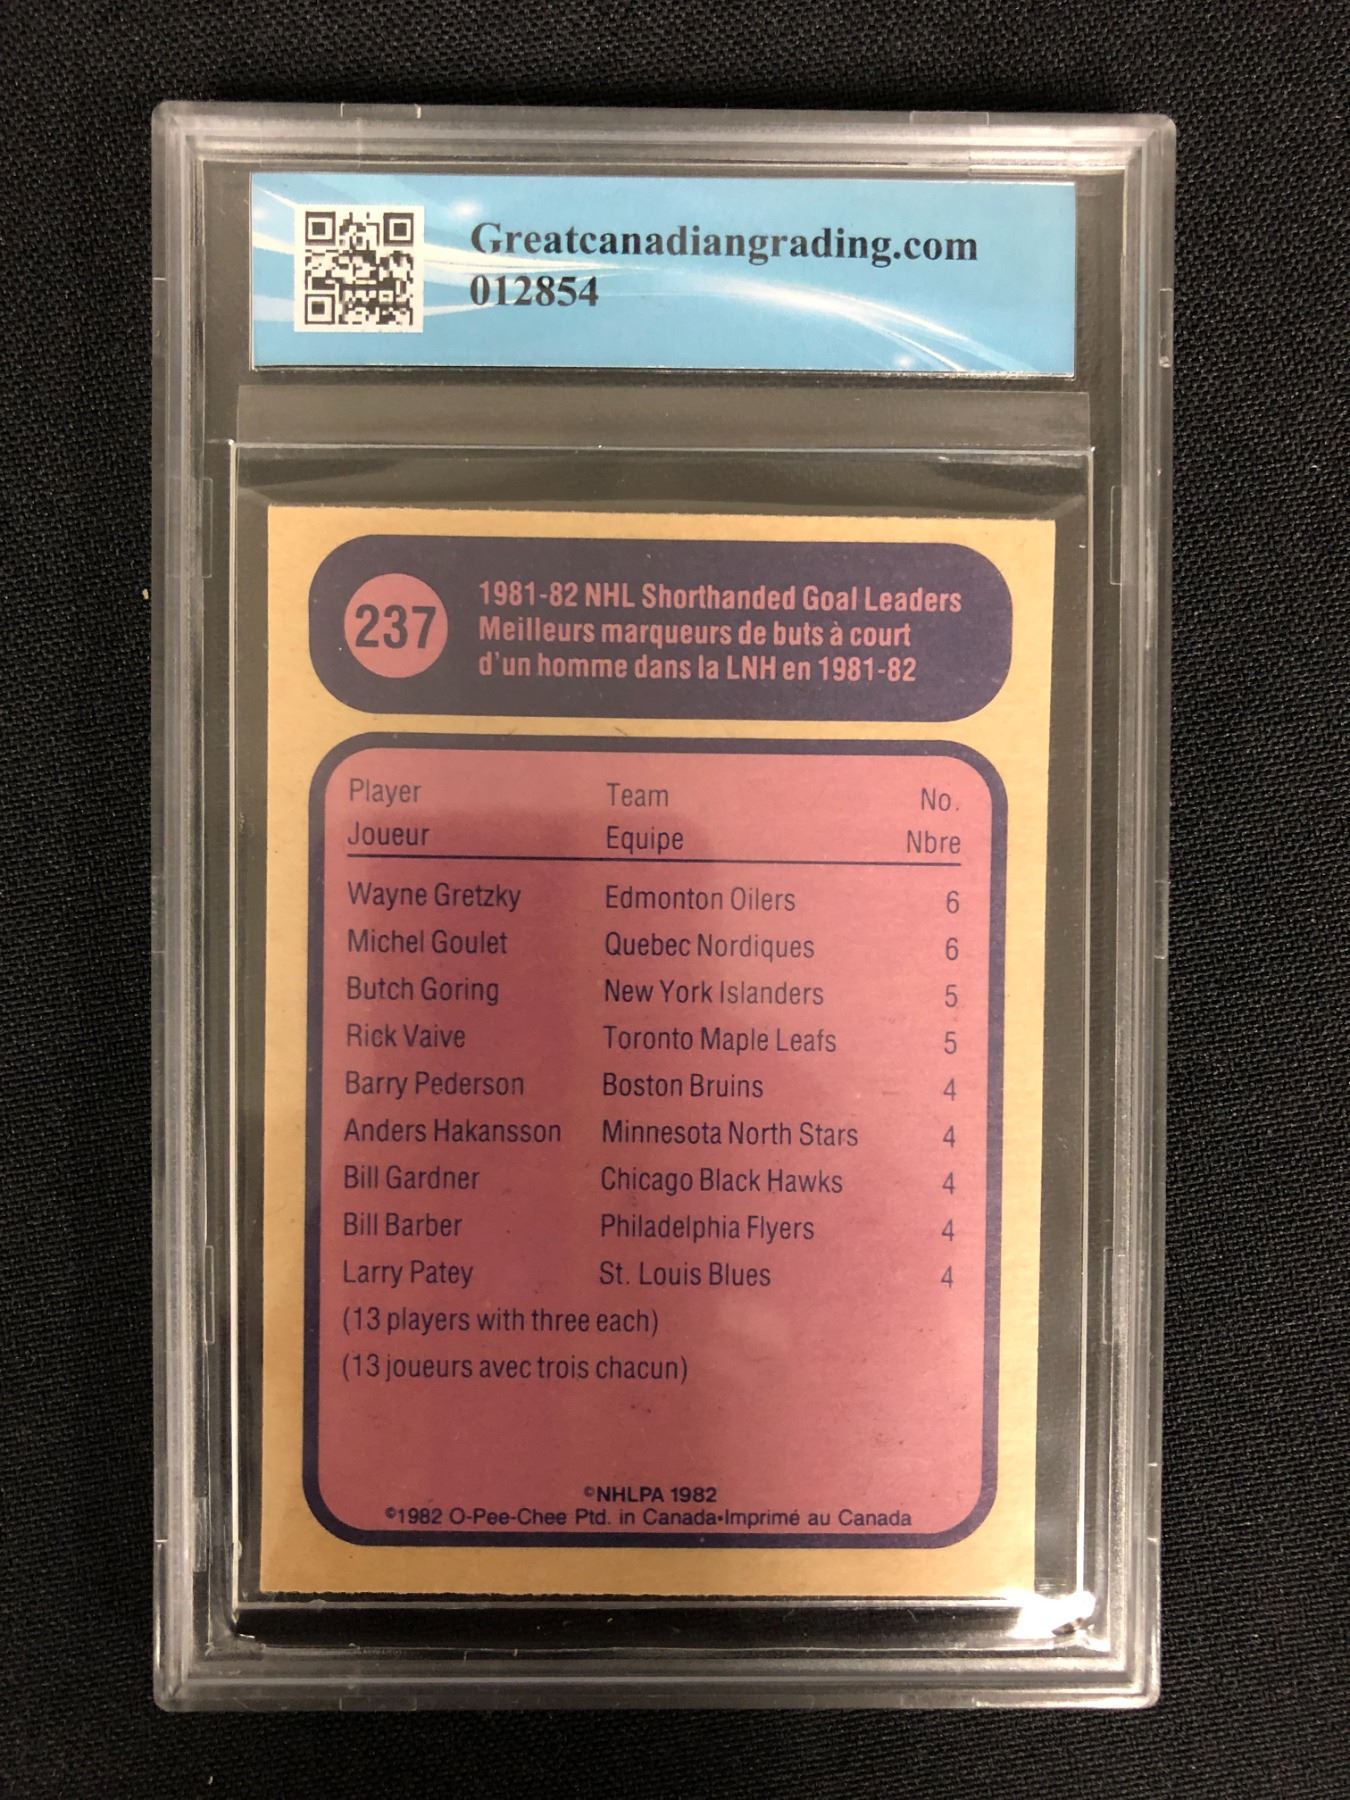 Greatcanadiangrading.com
012854
237
1981-82 NHL Shorthanded Goal Leaders
Meilleurs marqueurs de buts à court
d'un homme dans la LNH en 1981-82
Player Team No.
Joueur Equipe Nbre
Wayne Gretzky Edmonton Oilers 6
Michel Goulet Quebec Nordiques 6
Butch Goring New York Islanders 5
Rick Vaive Toronto Maple Leafs 5
Barry Pederson Boston Bruins 4
Anders Hakansson Minnesota North Stars 4
Bill Gardner Chicago Black Hawks 4
Bill Barber Philadelphia Flyers 4
Larry Patey St. Louis Blues 4
(13 players with three each)
(13 joueurs avec trois chacun)
©NHLPA 1982
©1982 O-Pee-Chee Ptd. in Canada•Imprimé au Canada